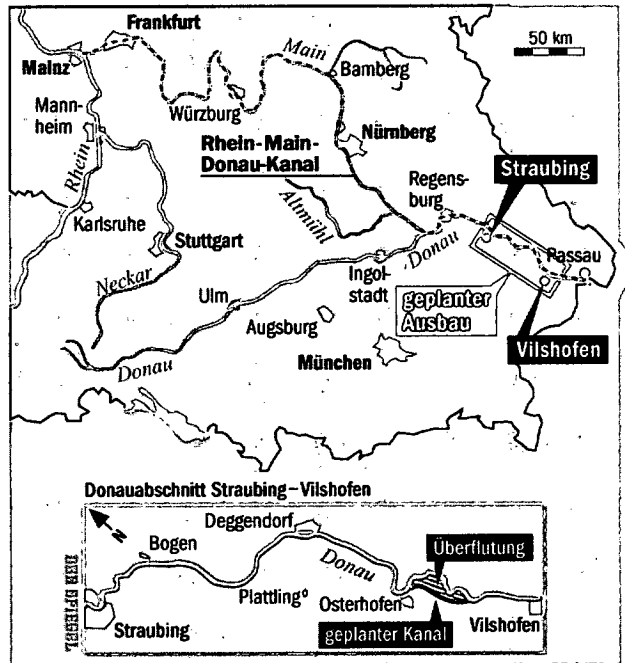 Frankfurt
50 km
Mainz
Main
Bamberg
Mann-
heim
Würzburg
Nürnberg
Rhein-Main-
Donau-Kanal
Straubing
Rhein
Regens-
burg
Altmühl
Karlsruhe
Stuttgart
Donau
Passau
Neckar
Ingol-
stadt
Ulm
geplanter
Ausbau
Augsburg
Vilshofen
München
Donau
Donauabschnitt Straubing–Vilshofen
N
Deggendorf
Bogen
Donau
Überflutung
Plattling
Osterhofen
geplanter Kanal
Vilshofen
Straubing
DER SPIEGEL